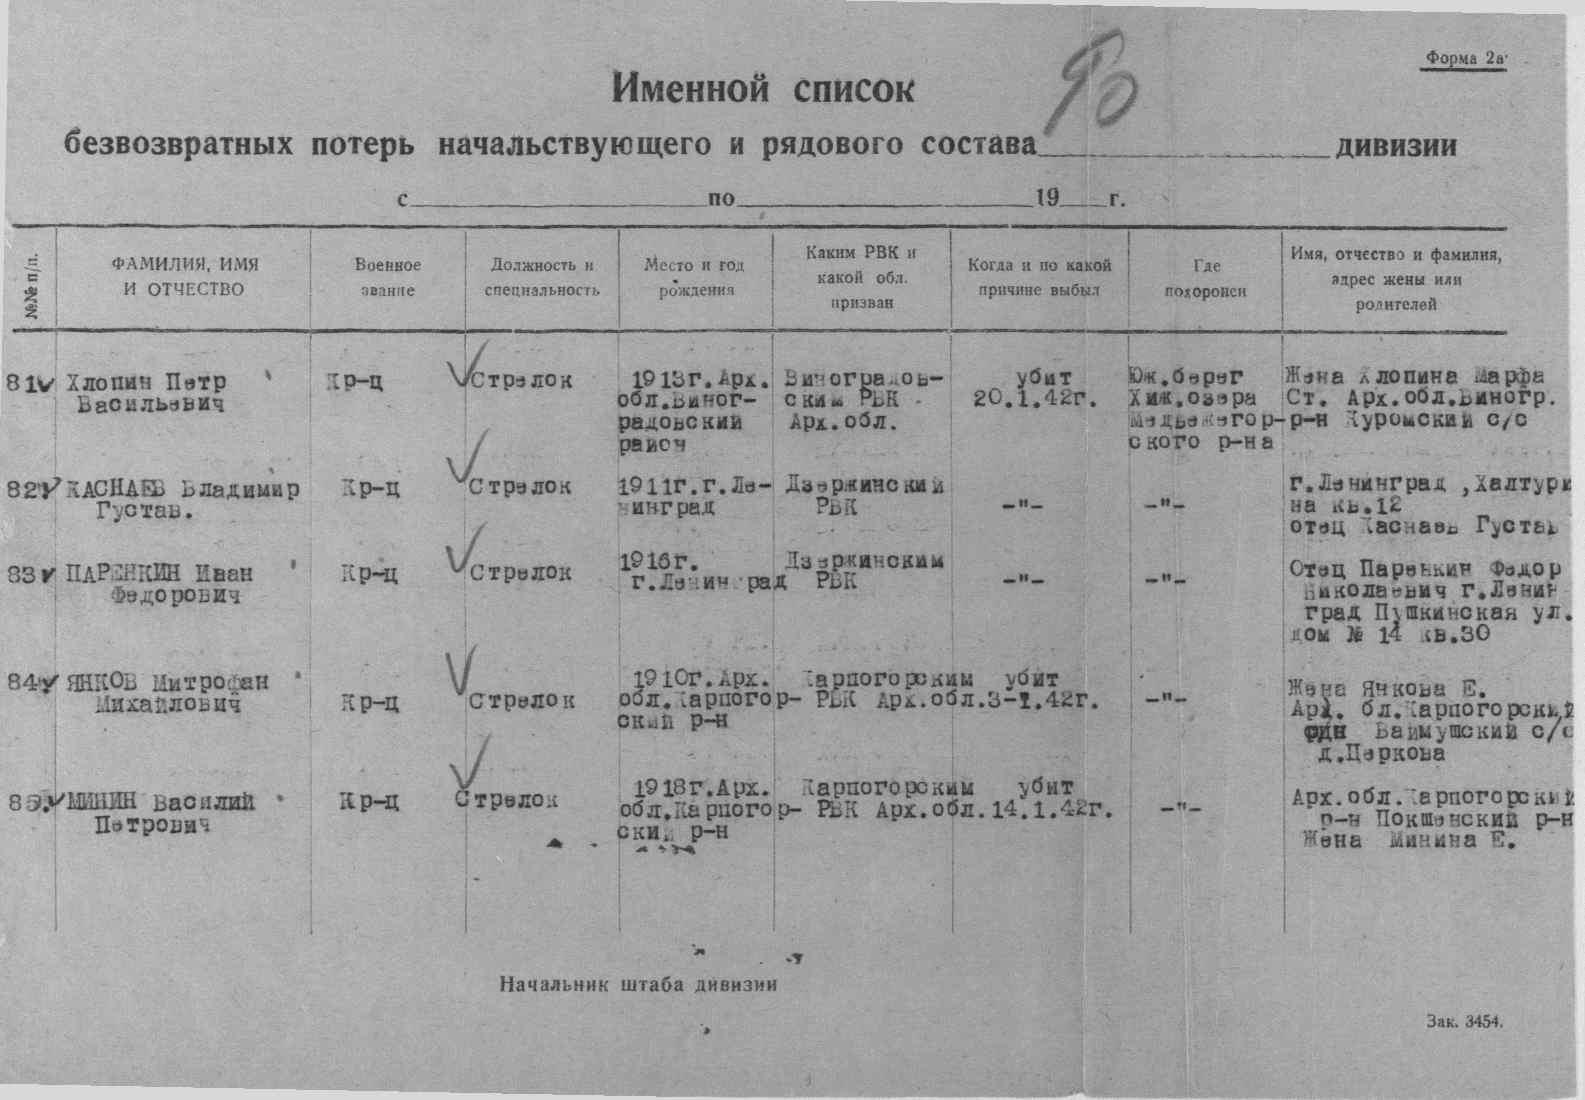 Форма 2а
Именной список
безвозвратных потерь начальствующего и рядового состава дивизии
с по 19 г.
№№ п/п.
ФАМИЛИЯ, ИМЯ И ОТЧЕСТВО
Военное звание
Должность и специальность
Место и год рождения
Каким РВК и какой обл. призван
Когда и по какой причине выбыл
Где похоронен
Имя, отчество и фамилия, адрес жены или родителей
81 Хлопин Петр Кр-ц Стрелок 1913г.Арх. Виноградов- убит Юж.берег Жена Хлопина Марфа
Васильевич обл.Виног- ским РВК 20.1.42г. Хиж.озера Ст. Арх.обл.Виногр.
радовский Арх.обл. Медвежегор- р-н Куромский с/с
район ского р-на
82 КАСНАЕВ Владимир Кр-ц Стрелок 1911г.г.Ле- Дзержинский г.Ленинград ,Халтури
Густав. нинград РВК -"- -"- на кв.12
отец Каснаев Густав
83 ПАРЕНКИН Иван Кр-ц Стрелок 1916г. Дзержинским Отец Паренкин Федор
Федорович г.Ленинград РВК -"- -"- Николаевич г.Ленин
град Пушкинская ул.
дом № 14 кв.30
84 ЯНКОВ Митрофан 1910г.Арх. Карпогорским убит Жена Янкова Е.
Михайлович Кр-ц Стрелок обл.Карпогор- РВК Арх.обл.3-1.42г. -"- Арх. бл.Карпогорский
ский р-н Ваймушский с/с
д.Церкова
85. МИНИН Василий Кр-ц Стрелок 1918г.Арх. Карпогорским убит Арх.обл.Карпогорский
Петрович обл.Карпогор- РВК Арх.обл.14.1.42г. -"- р-н Покшенский р-н
ский р-н Жена Минина Е.
Начальник штаба дивизии
Зак. 3454.